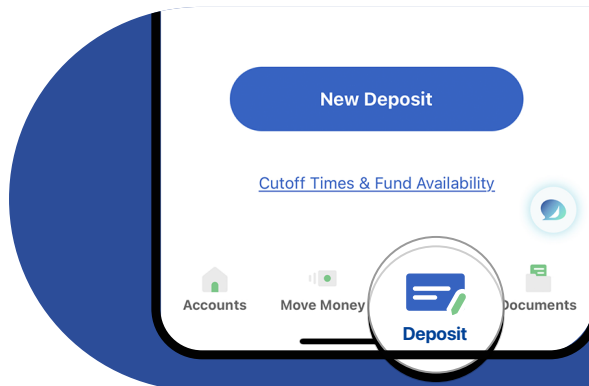 New Deposit
Cutoff Times & Fund Availability
Accounts
Move Money
Deposit
Documents